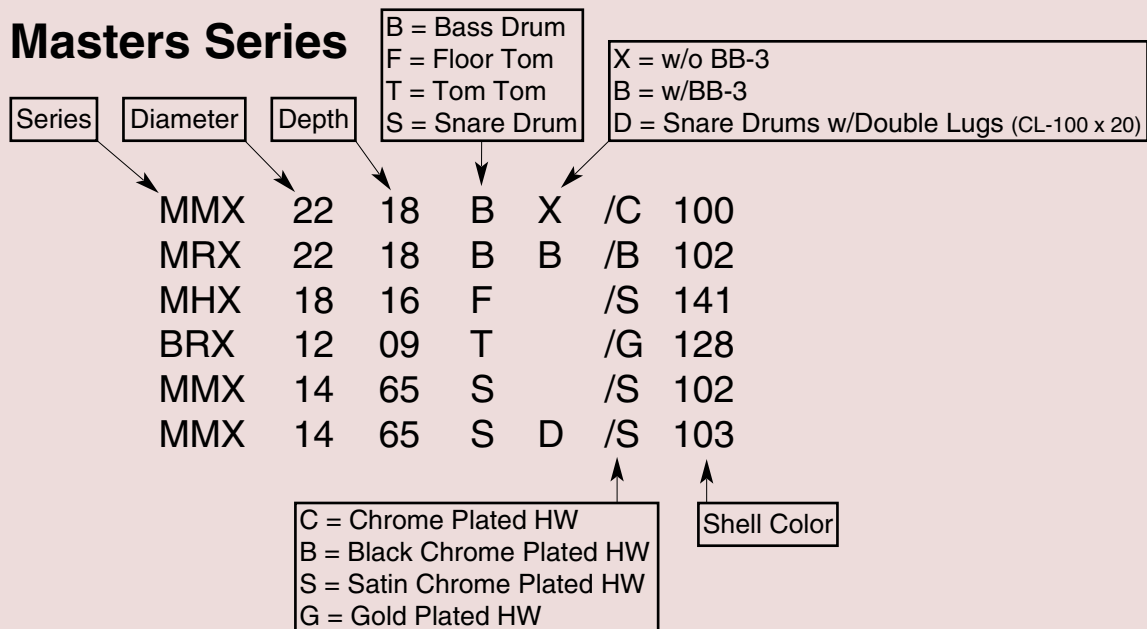 Masters Series
B = Bass Drum
F = Floor Tom
T = Tom Tom
S = Snare Drum
X = w/o BB-3
B = w/BB-3
D = Snare Drums w/Double Lugs (CL-100 x 20)
Series Diameter Depth
MMX 22 18 B X /C 100
MRX 22 18 B B /B 102
MHX 18 16 F /S 141
BRX 12 09 T /G 128
MMX 14 65 S /S 102
MMX 14 65 S D /S 103
C = Chrome Plated HW
B = Black Chrome Plated HW
S = Satin Chrome Plated HW
G = Gold Plated HW
Shell Color